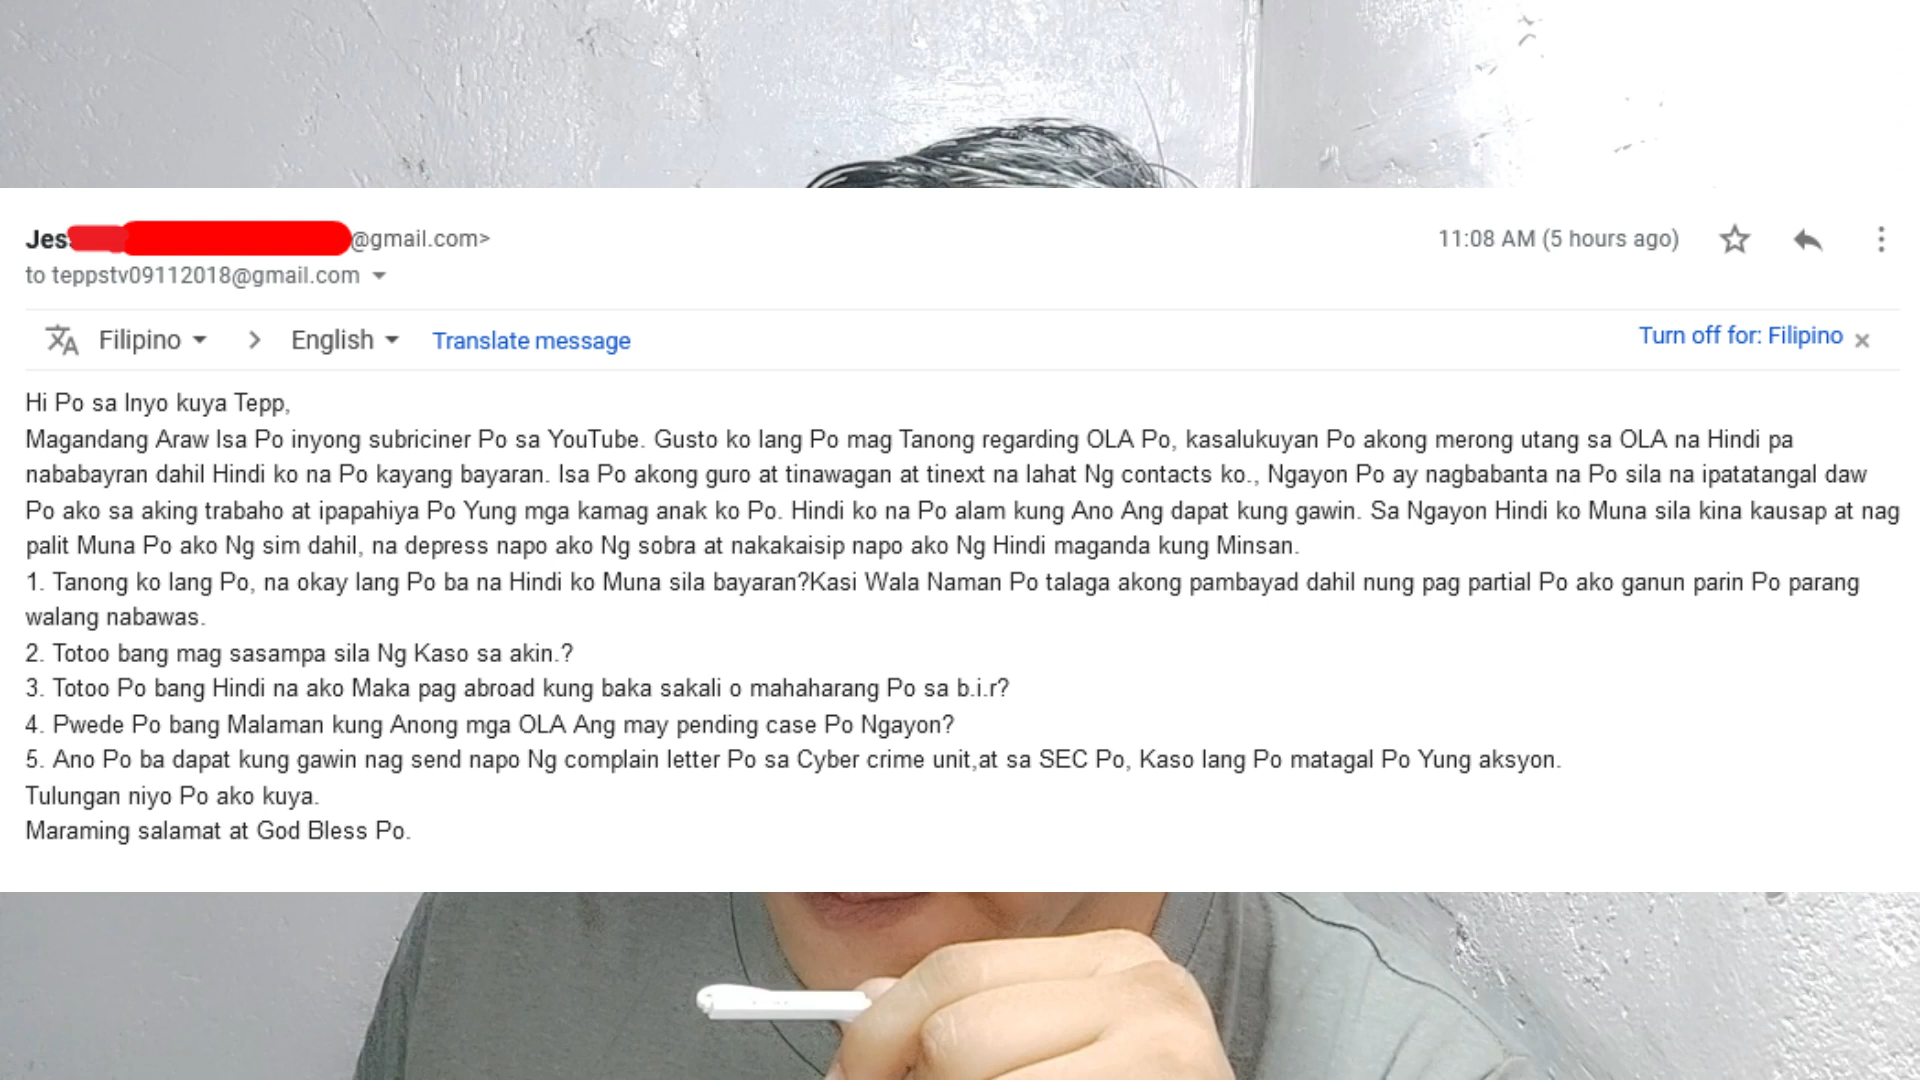 Jes
@gmail.com>
11:08 AM (5 hours ago)
to teppstv09112018@gmail.com
Filipino > English Translate message
Turn off for: Filipino
Hi Po sa Inyo kuya Tepp,
Magandang Araw Isa Po inyong subriciner Po sa YouTube. Gusto ko lang Po mag Tanong regarding OLA Po, kasalukuyan Po akong merong utang sa OLA na Hindi pa
nababayran dahil Hindi ko na Po kayang bayaran. Isa Po akong guro at tinawagan at tinext na lahat Ng contacts ko., Ngayon Po ay nagbabanta na Po sila na ipatatangal daw
Po ako sa aking trabaho at ipapahiya Po Yung mga kamag anak ko Po. Hindi ko na Po alam kung Ano Ang dapat kung gawin. Sa Ngayon Hindi ko Muna sila kina kausap at nag
palit Muna Po ako Ng sim dahil, na depress napo ako Ng sobra at nakakaisip napo ako Ng Hindi maganda kung Minsan.
1. Tanong ko lang Po, na okay lang Po ba na Hindi ko Muna sila bayaran?Kasi Wala Naman Po talaga akong pambayad dahil nung pag partial Po ako ganun parin Po parang
walang nabawas.
2. Totoo bang mag sasampa sila Ng Kaso sa akin.?
3. Totoo Po bang Hindi na ako Maka pag abroad kung baka sakali o mahaharang Po sa b.i.r?
4. Pwede Po bang Malaman kung Anong mga OLA Ang may pending case Po Ngayon?
5. Ano Po ba dapat kung gawin nag send napo Ng complain letter Po sa Cyber crime unit,at sa SEC Po, Kaso lang Po matagal Po Yung aksyon.
Tulungan niyo Po ako kuya.
Maraming salamat at God Bless Po.